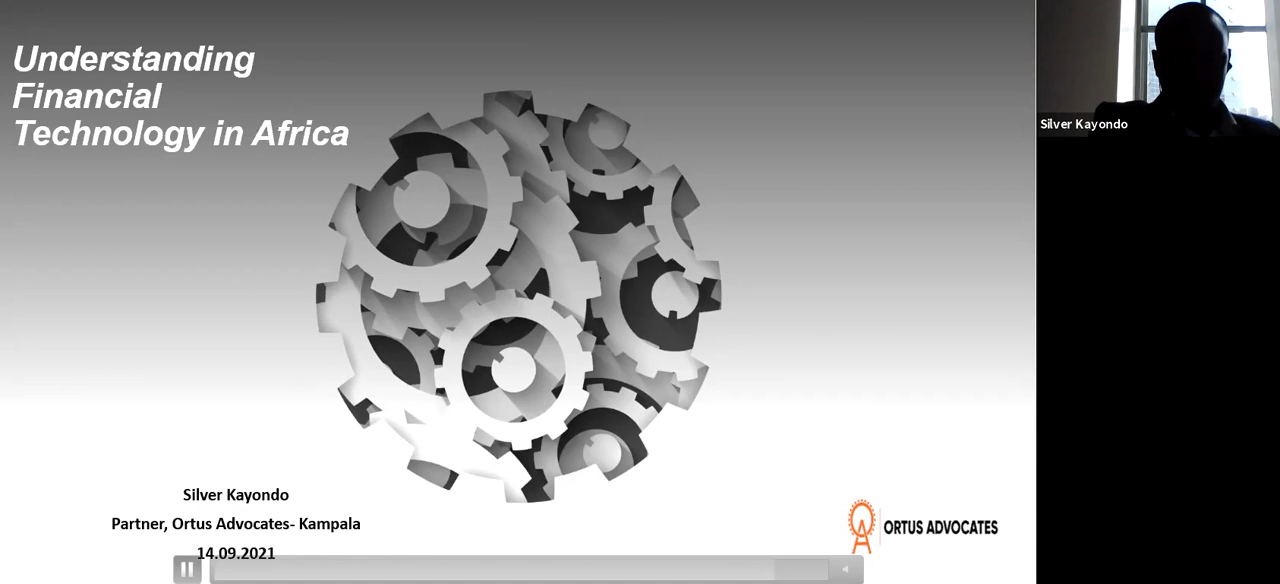 Understanding
Financial
Technology in Africa
Silver Kayondo
Silver Kayondo
Partner, Ortus Advocates- Kampala
14.09.2021
ORTUS ADVOCATES